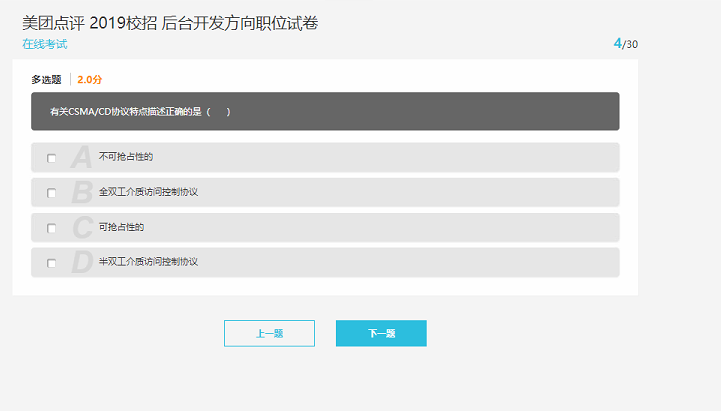 美团点评 2019校招 后台开发方向职位试卷
在线考试
4/30
多选题 2.0分
有关CSMA/CD协议特点描述正确的是（ ）
A 不可抢占性的
B 全双工介质访问控制协议
C 可抢占性的
D 半双工介质访问控制协议
上一题 下一题